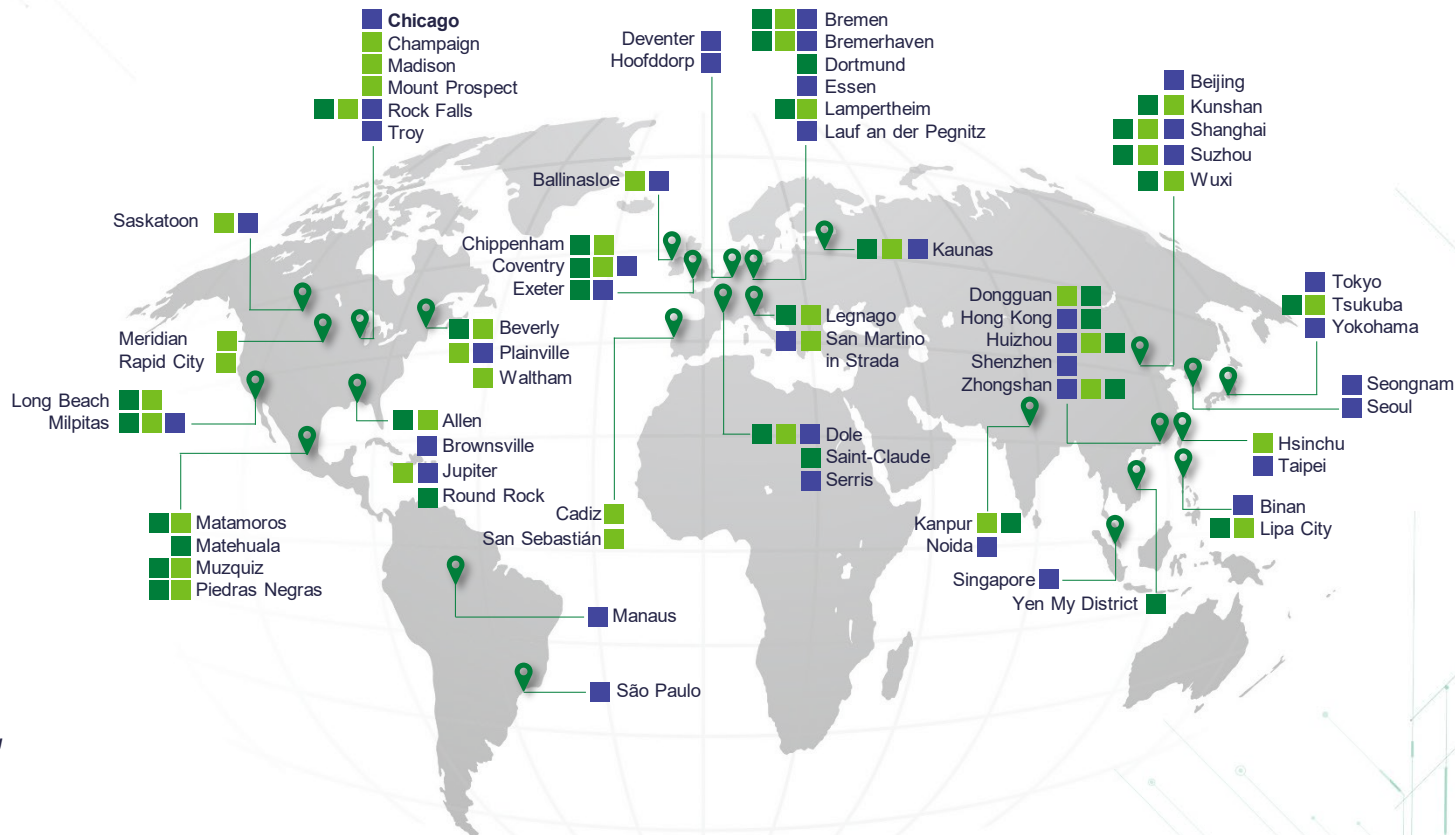 Chicago
Champaign
Madison
Mount Prospect
Rock Falls
Troy
Deventer
Hoofddorp
Bremen
Bremerhaven
Dortmund
Essen
Lampertheim
Lauf an der Pegnitz
Beijing
Kunshan
Shanghai
Suzhou
Wuxi
Ballinasloe
Saskatoon
Chippenham
Coventry
Exeter
Kaunas
Tokyo
Tsukuba
Yokohama
Dongguan
Hong Kong
Huizhou
Shenzhen
Zhongshan
Legnago
San Martino
in Strada
Beverly
Plainville
Waltham
Meridian
Rapid City
Long Beach
Milpitas
Seongnam
Seoul
Allen
Brownsville
Jupiter
Round Rock
Dole
Saint-Claude
Serris
Hsinchu
Taipei
Binan
Lipa City
Matamoros
Matehuala
Muzquiz
Piedras Negras
Cadiz
San Sebastián
Kanpur
Noida
Singapore
Yen My District
Manaus
São Paulo